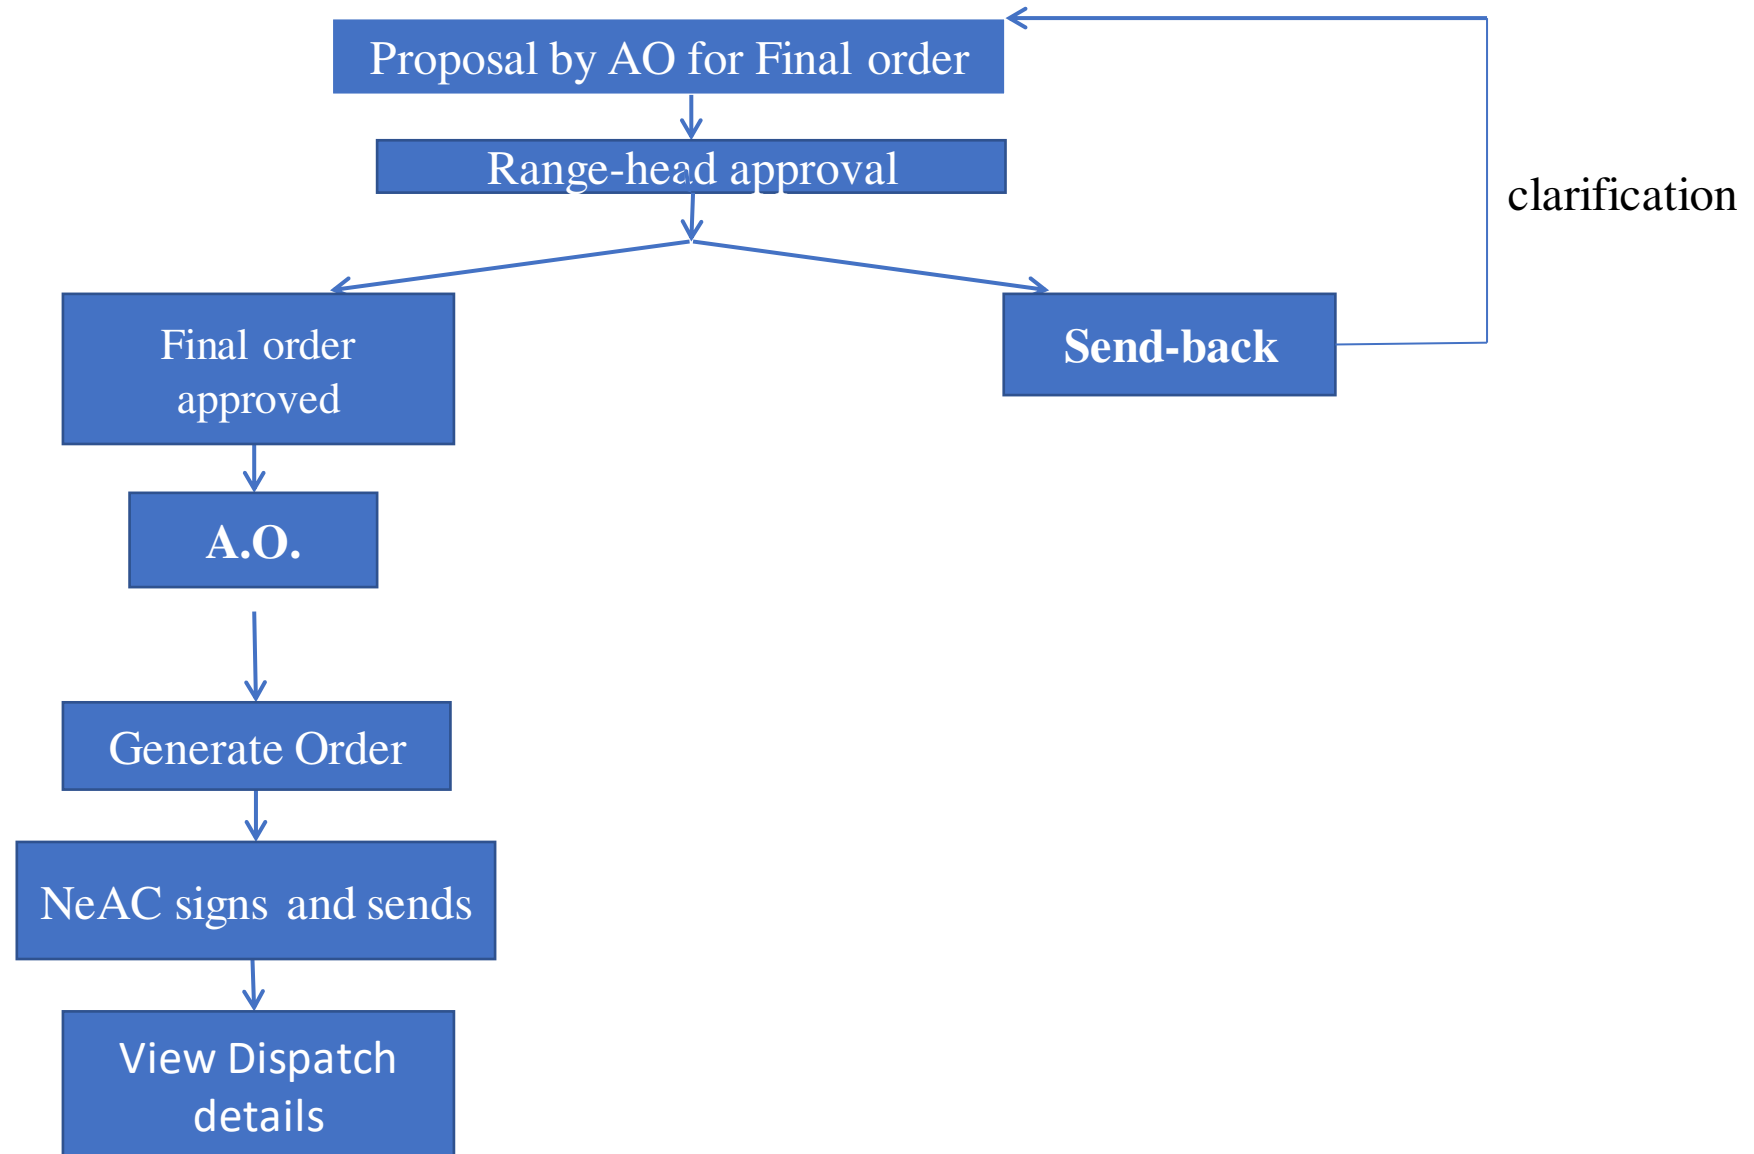 Proposal by AO for Final order
Range-head approval
clarification
Final order
approved
Send-back
A.O.
Generate Order
NeAC signs and sends
View Dispatch
details